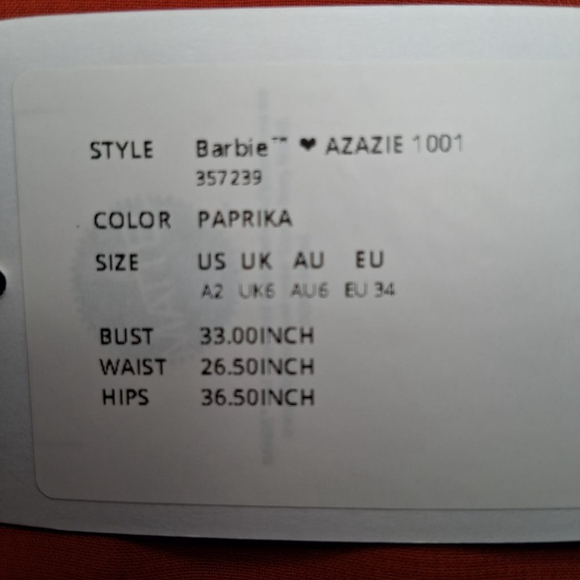 STYLE Barbie™ ❤ AZAZIE 1001
357239
COLOR PAPRIKA
SIZE US UK AU EU
A2 UK6 AU6 EU 34
BUST 33.00INCH
WAIST 26.50INCH
HIPS 36.50INCH